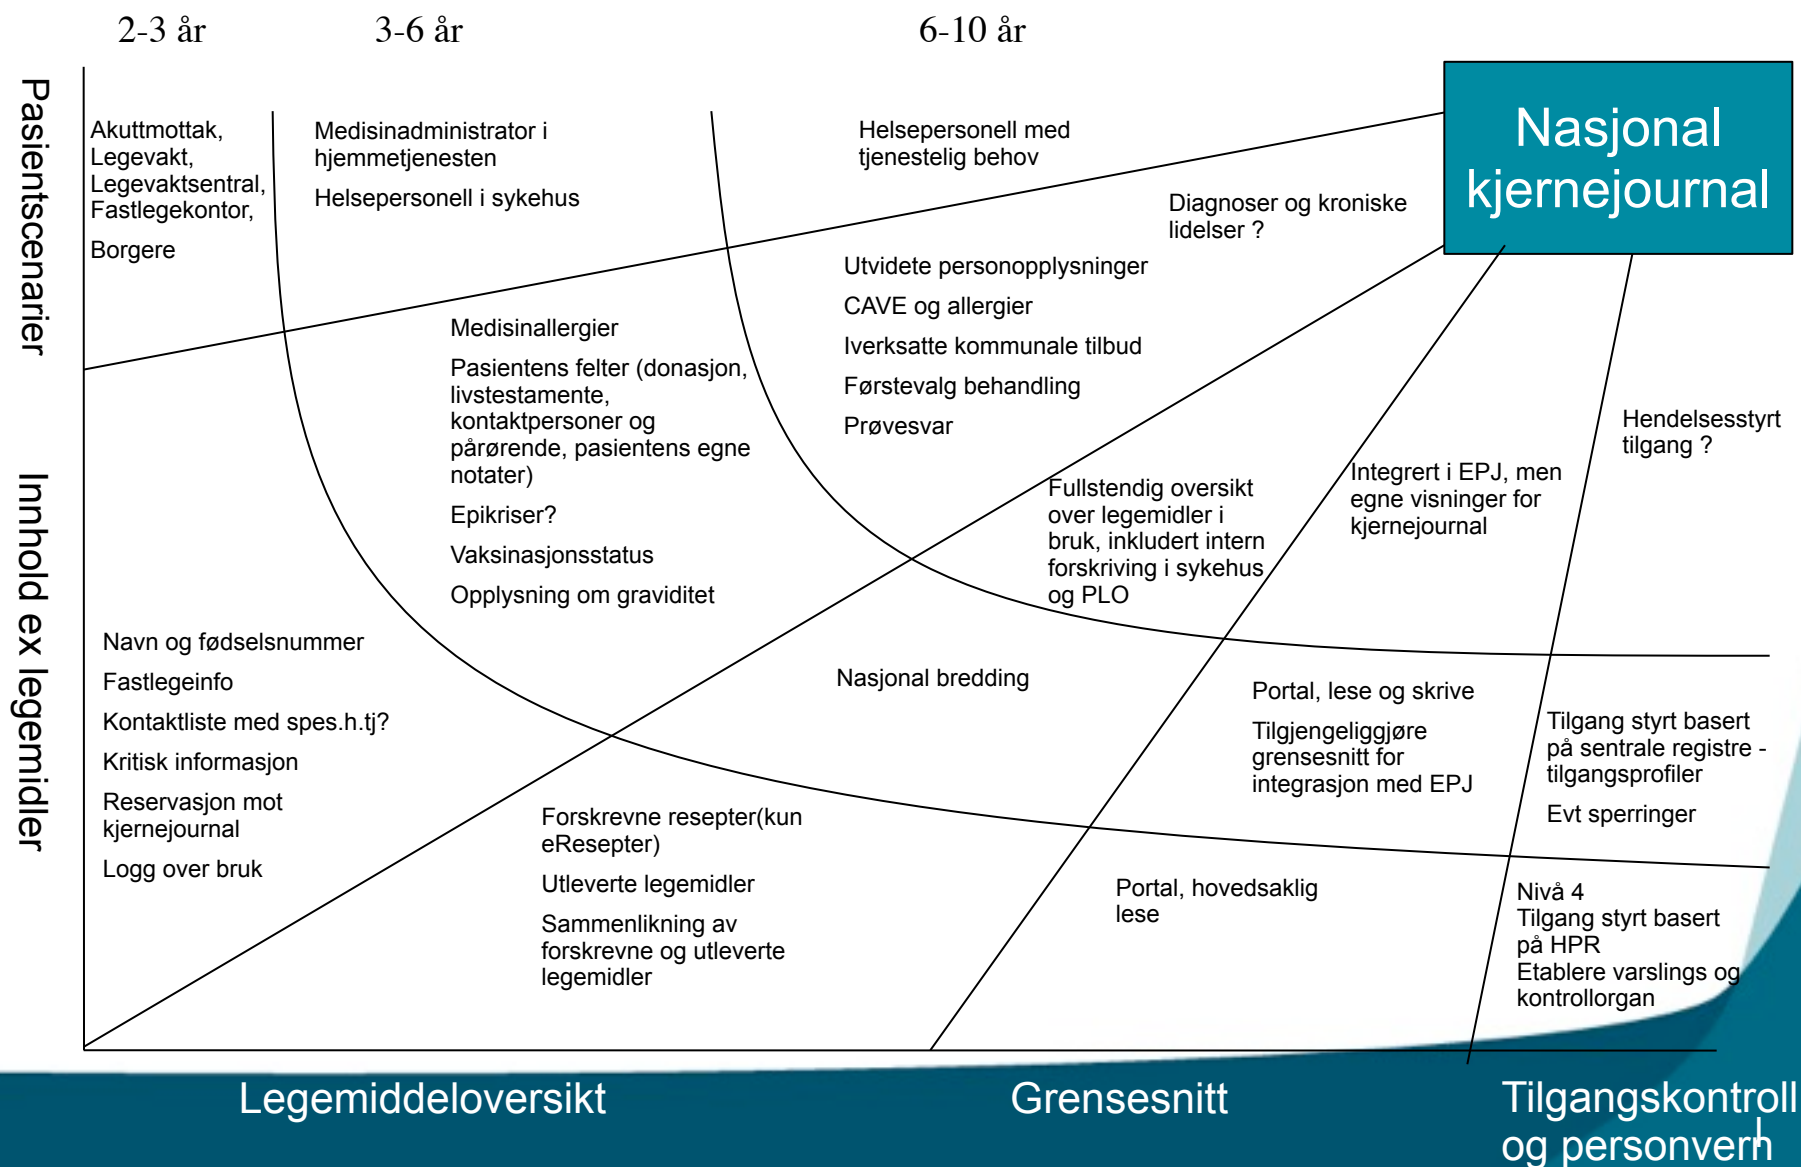 2-3 år
3-6 år
6-10 år
Pasientscenarier
Innhold ex legemidler
Nasjonal
kjernejournal
Akuttmottak,
Legevakt,
Legevaktsentral,
Fastlegekontor,
Borgere
Medisinadministrator i
hjemmetjenesten
Helsepersonell i sykehus
Helsepersonell med
tjenestelig behov
Navn og fødselsnummer
Fastlegeinfo
Kontaktliste med spes.h.tj?
Kritisk informasjon
Reservasjon mot
kjernejournal
Logg over bruk
Medisinallergier
Pasientens felter (donasjon,
livstestamente,
kontaktpersoner og
pårørende, pasientens egne
notater)
Epikriser?
Vaksinasjonsstatus
Opplysning om graviditet
Diagnoser og kroniske
lidelser ?
Utvidete personopplysninger
CAVE og allergier
Iverksatte kommunale tilbud
Førstevalg behandling
Prøvesvar
Forskrevne resepter(kun
eResepter)
Utleverte legemidler
Sammenlikning av
forskrevne og utleverte
legemidler
Nasjonal bredding
Fullstendig oversikt
over legemidler i
bruk, inkludert intern
forskriving i sykehus
og PLO
Portal, hovedsaklig
lese
Portal, lese og skrive
Tilgjengeliggjøre
grensesnitt for
integrasjon med EPJ
Integrert i EPJ, men
egne visninger for
kjernejournal
Nivå 4
Tilgang styrt basert
på HPR
Etablere varslings og
kontrollorgan
Tilgang styrt basert
på sentrale registre -
tilgangsprofiler
Evt sperringer
Hendelsesstyrt
tilgang ?
Legemiddeloversikt
Grensesnitt
Tilgangskontroll
og personvern